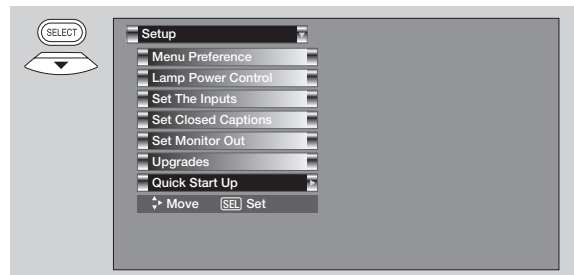 SELECT
Setup
Menu Preference
Lamp Power Control
Set The Inputs
Set Closed Captions
Set Monitor Out
Upgrades
Quick Start Up
Move SEL Set